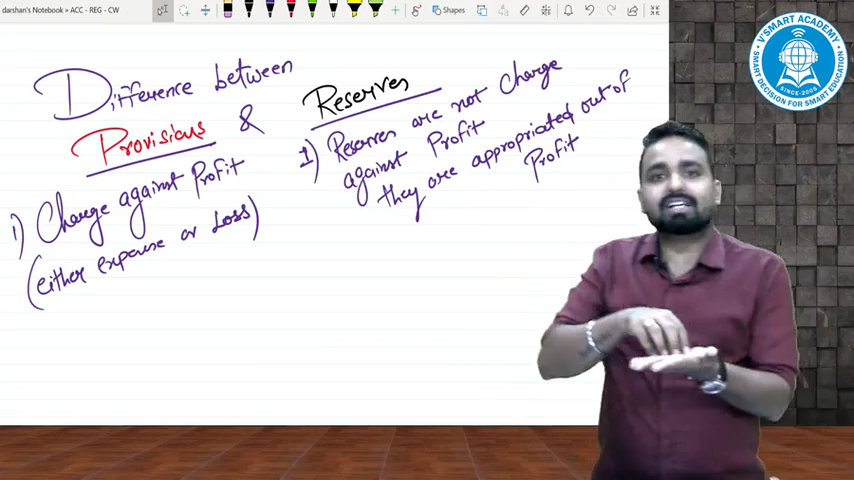 darshan's Notebook » ACC - REG - CW
Shapes
Difference between
Provisions &
Reserves
1) Charge against Profit
(either expense or Loss)
1) Reserves are not charge
against Profit
they are appropriated out of
Profit
V'SMART ACADEMY
SINCE-2005
SMART DECISION FOR SMART EDUCATION